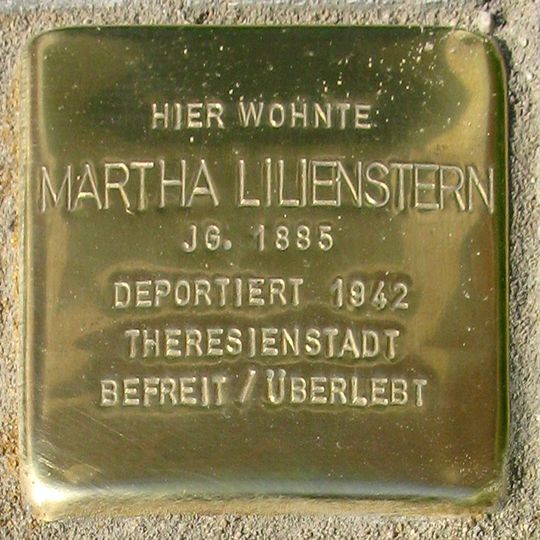 HIER WOHNTE
MARTHA LILIENSTERN
JG. 1885
DEPORTIERT 1942
THERESIENSTADT
BEFREIT / ÜBERLEBT